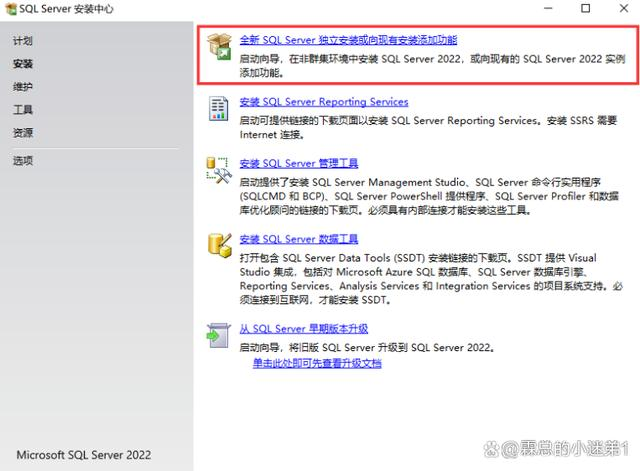 SQL Server 安装中心
计划
安装
维护
工具
资源
选项
全新 SQL Server 独立安装或向现有安装添加功能
启动向导，在非群集环境中安装 SQL Server 2022，或向现有的 SQL Server 2022 实例
添加功能。
安装 SQL Server Reporting Services
启动可提供链接的下载页面以安装 SQL Server Reporting Services。安装 SSRS 需要
Internet 连接。
安装 SQL Server 管理工具
启动提供了安装 SQL Server Management Studio、SQL Server 命令行实用程序
(SQLCMD 和 BCP)、SQL Server PowerShell 提供程序、SQL Server Profiler 和数据
库优化顾问的链接的下载页。必须具有内部连接才能安装这些工具。
安装 SQL Server 数据工具
打开包含 SQL Server Data Tools (SSDT) 安装链接的下载页。SSDT 提供 Visual
Studio 集成，包括对 Microsoft Azure SQL 数据库、SQL Server 数据库引擎、
Reporting Services、Analysis Services 和 Integration Services 的项目系统支持。必
须连接到互联网，才能安装 SSDT。
从 SQL Server 早期版本升级
启动向导，将旧版 SQL Server 升级到 SQL Server 2022。
单击此处即可先查看升级文档
Microsoft SQL Server 2022
霖总的小迷弟1